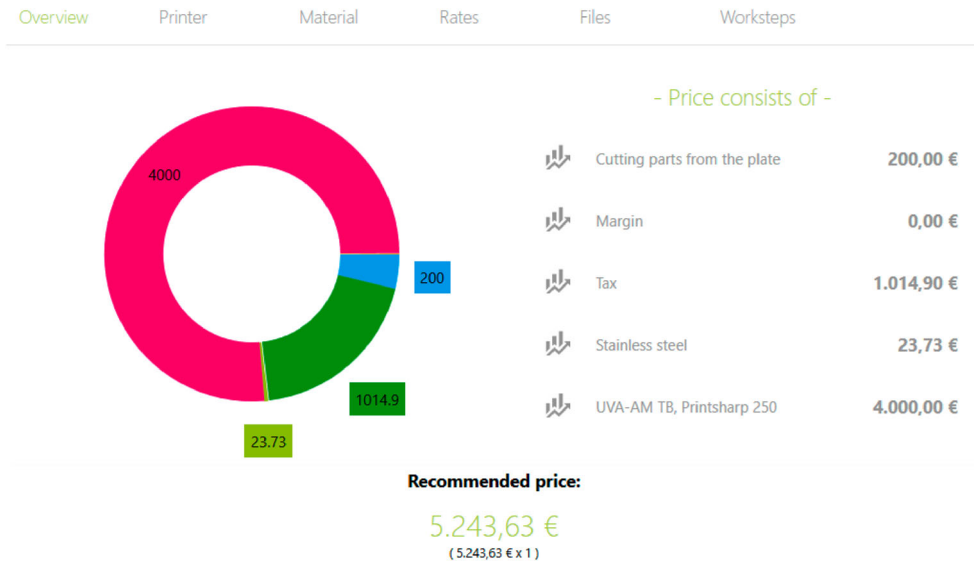 Overview Printer Material Rates Files Worksteps
- Price consists of -
4000
200
1014.9
23.73
Cutting parts from the plate 200,00 €
Margin 0,00 €
Tax 1.014,90 €
Stainless steel 23,73 €
UVA-AM TB, Printsharp 250 4.000,00 €
Recommended price:
5.243,63 €
( 5.243,63 € x 1 )